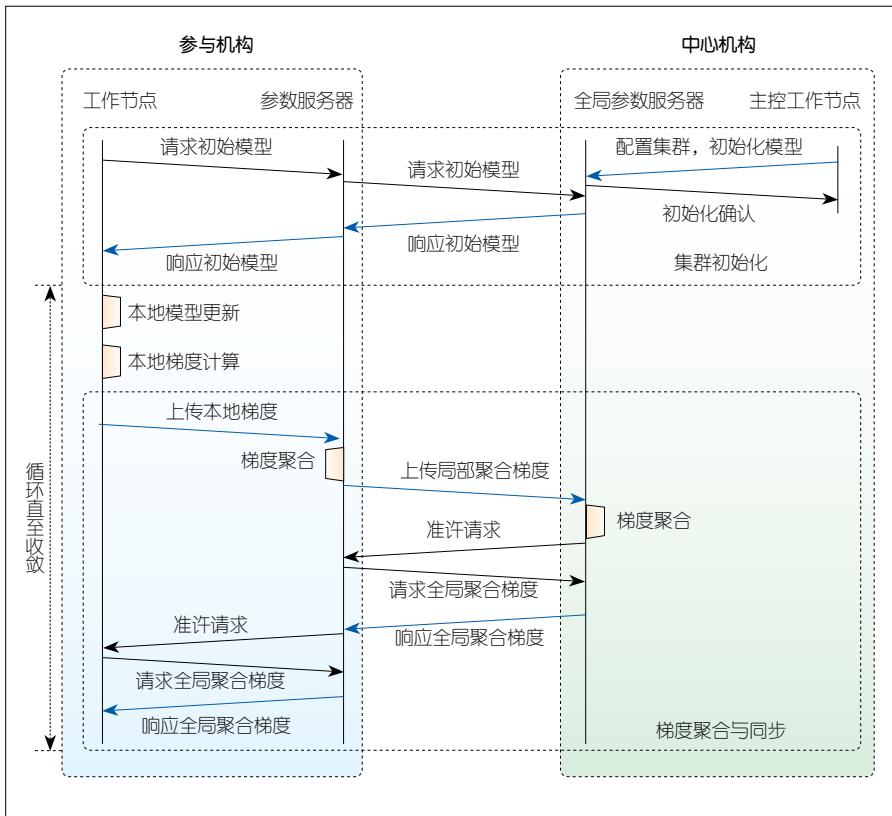 参与机构
中心机构
工作节点
参数服务器
全局参数服务器
主控工作节点
请求初始模型
配置集群，初始化模型
请求初始模型
初始化确认
响应初始模型
响应初始模型
集群初始化
本地模型更新
本地梯度计算
上传本地梯度
梯度聚合
上传局部聚合梯度
循环直至收敛
梯度聚合
准许请求
请求全局聚合梯度
准许请求
响应全局聚合梯度
请求全局聚合梯度
响应全局聚合梯度
梯度聚合与同步